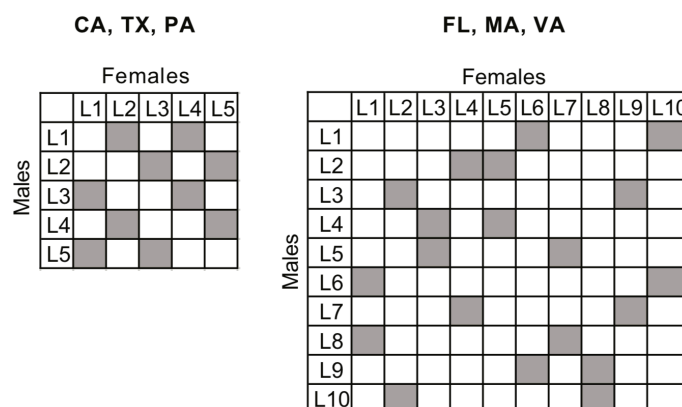 CA, TX, PA
Females
L1 L2 L3 L4 L5
Males
L1
L2
L3
L4
L5
FL, MA, VA
Females
L1 L2 L3 L4 L5 L6 L7 L8 L9 L10
Males
L1
L2
L3
L4
L5
L6
L7
L8
L9
L10